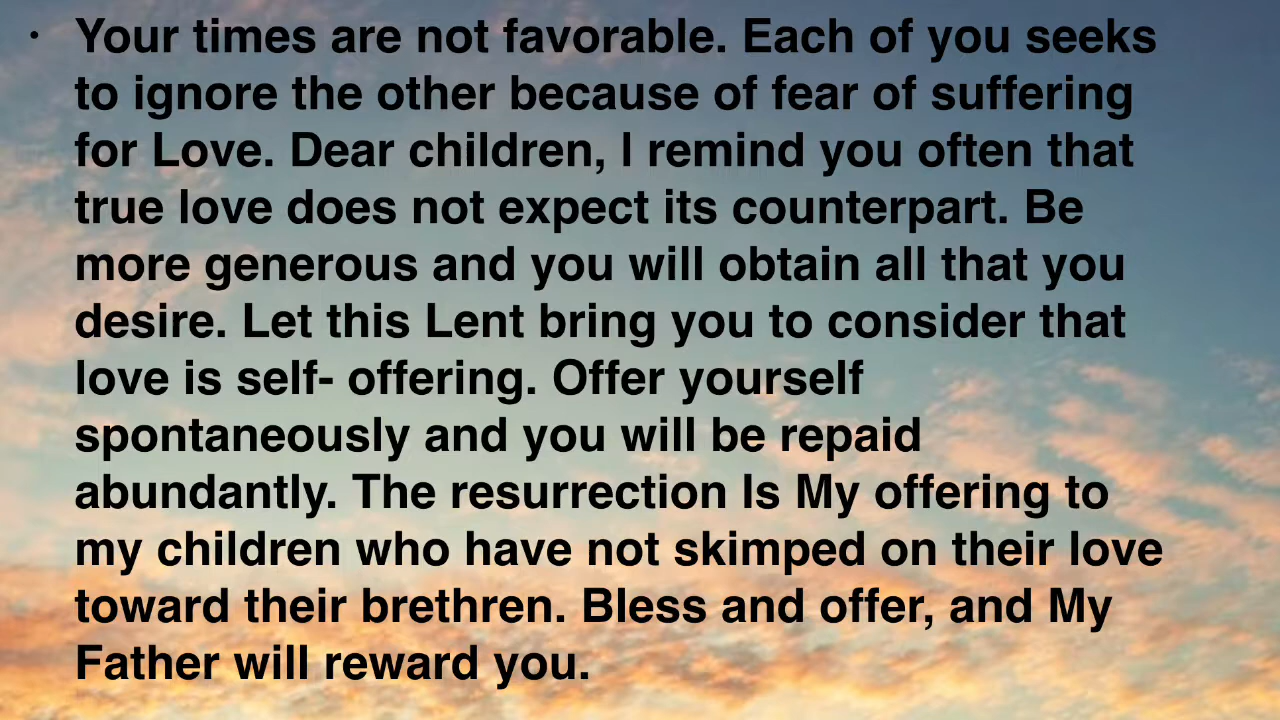 • Your times are not favorable. Each of you seeks
to ignore the other because of fear of suffering
for Love. Dear children, I remind you often that
true love does not expect its counterpart. Be
more generous and you will obtain all that you
desire. Let this Lent bring you to consider that
love is self- offering. Offer yourself
spontaneously and you will be repaid
abundantly. The resurrection Is My offering to
my children who have not skimped on their love
toward their brethren. Bless and offer, and My
Father will reward you.